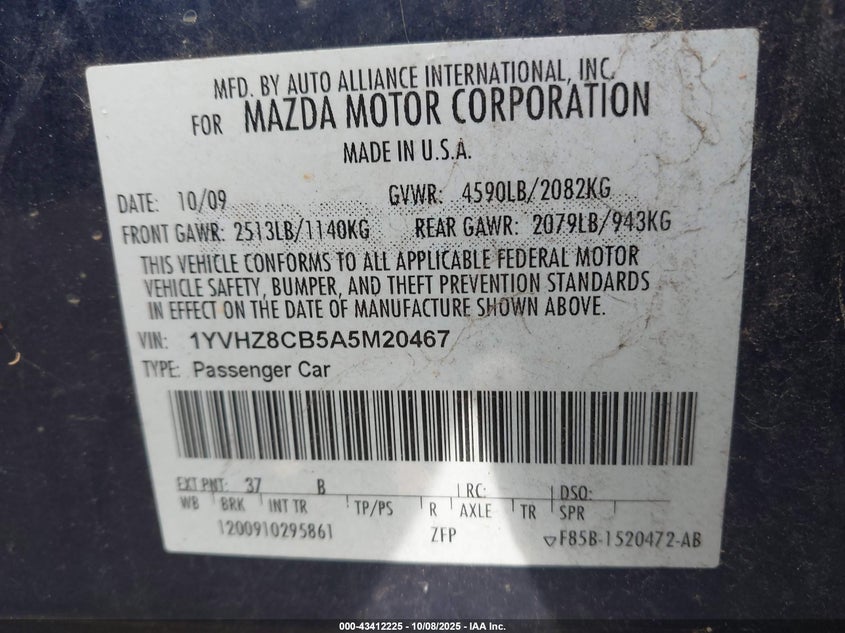 MFD. BY AUTO ALLIANCE INTERNATIONAL, INC.
FOR MAZDA MOTOR CORPORATION
MADE IN U.S.A.
DATE: 10/09 GVWR: 4590LB/2082KG
FRONT GAWR: 2513LB/1140KG REAR GAWR: 2079LB/943KG
THIS VEHICLE CONFORMS TO ALL APPLICABLE FEDERAL MOTOR
VEHICLE SAFETY, BUMPER, AND THEFT PREVENTION STANDARDS
IN EFFECT ON THE DATE OF MANUFACTURE SHOWN ABOVE.
VIN: 1YVHZ8CB5A5M20467
TYPE: Passenger Car
EXT PNT: 37 B RC: DSO:
WB BRK INT TR TP/PS R AXLE TR SPR
1200910295861 ZFP F85B-1520472-AB
000-43412225 - 10/08/2025 - IAA Inc.